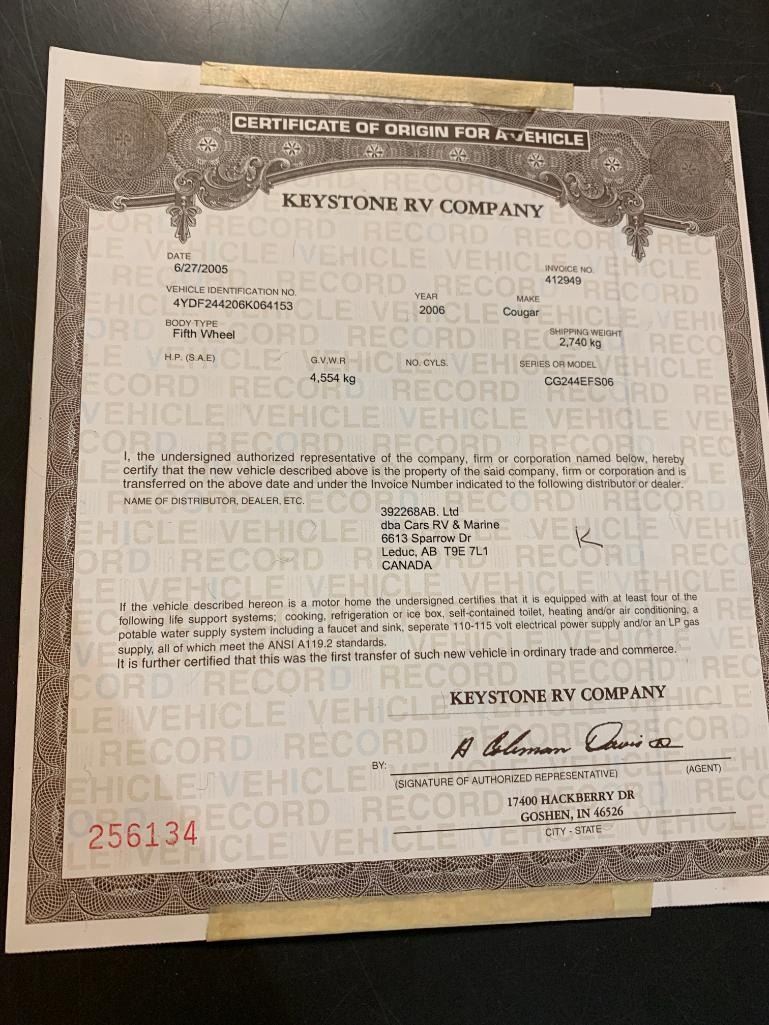 CERTIFICATE OF ORIGIN FOR A VEHICLE
KEYSTONE RV COMPANY
DATE
6/27/2005
INVOICE NO.
412949
VEHICLE IDENTIFICATION NO.
4YDF244206K064153
YEAR
2006
MAKE
Cougar
BODY TYPE
Fifth Wheel
SHIPPING WEIGHT
2,740 kg
H.P. (S.A.E)
G.V.W.R
4,554 kg
NO. CYLS.
SERIES OR MODEL
CG244EFS06
I, the undersigned authorized representative of the company, firm or corporation named below, hereby
certify that the new vehicle described above is the property of the said company, firm or corporation and is
transferred on the above date and under the Invoice Number indicated to the following distributor or dealer.
NAME OF DISTRIBUTOR, DEALER, ETC.
392268AB. Ltd
dba Cars RV & Marine
6613 Sparrow Dr
Leduc, AB T9E 7L1
CANADA
K
If the vehicle described hereon is a motor home the undersigned certifies that it is equipped with at least four of the
following life support systems; cooking, refrigeration or ice box, self-contained toilet, heating and/or air conditioning, a
potable water supply system including a faucet and sink, seperate 110-115 volt electrical power supply and/or an LP gas
supply, all of which meet the ANSI A119.2 standards.
It is further certified that this was the first transfer of such new vehicle in ordinary trade and commerce.
KEYSTONE RV COMPANY
BY: A Coleman Davis
(SIGNATURE OF AUTHORIZED REPRESENTATIVE) (AGENT)
17400 HACKBERRY DR
GOSHEN, IN 46526
CITY - STATE
256134